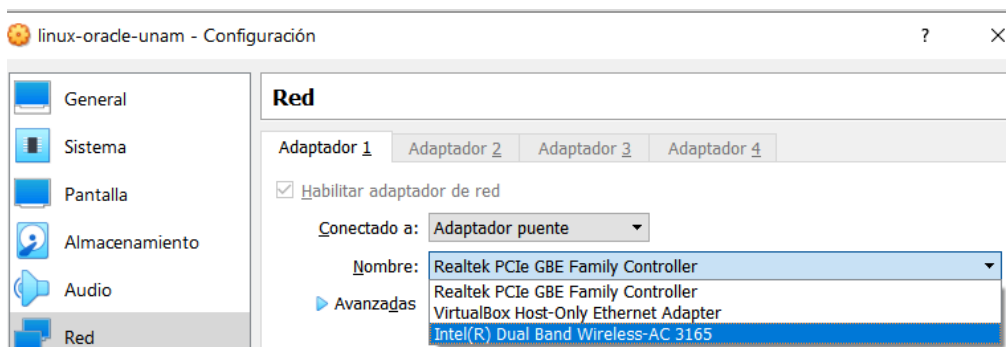 linux-oracle-unam - Configuración ?
General
Sistema
Pantalla
Almacenamiento
Audio
Red
Red
Adaptador 1 Adaptador 2 Adaptador 3 Adaptador 4
Habilitar adaptador de red
Conectado a: Adaptador puente
Nombre: Realtek PCIe GBE Family Controller
Realtek PCIe GBE Family Controller
VirtualBox Host-Only Ethernet Adapter
Intel(R) Dual Band Wireless-AC 3165
Avanzadas